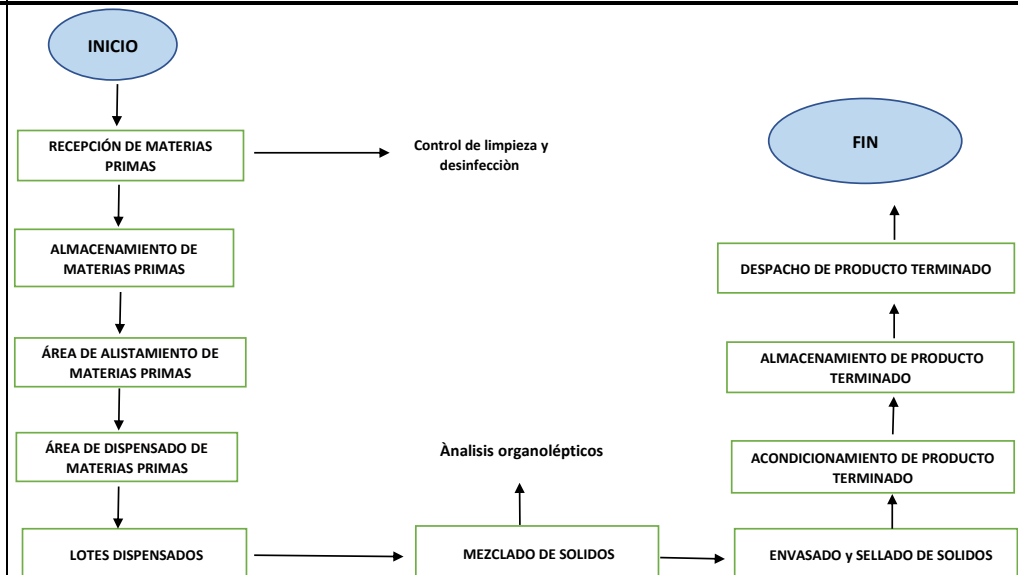 INICIO
RECEPCIÓN DE MATERIAS
PRIMAS
Control de limpieza y
desinfecciòn
ALMACENAMIENTO DE
MATERIAS PRIMAS
ÁREA DE ALISTAMIENTO DE
MATERIAS PRIMAS
ÁREA DE DISPENSADO DE
MATERIAS PRIMAS
LOTES DISPENSADOS
Ànalisis organolépticos
MEZCLADO DE SOLIDOS
ENVASADO y SELLADO DE SOLIDOS
ACONDICIONAMIENTO DE PRODUCTO
TERMINADO
ALMACENAMIENTO DE PRODUCTO
TERMINADO
DESPACHO DE PRODUCTO TERMINADO
FIN